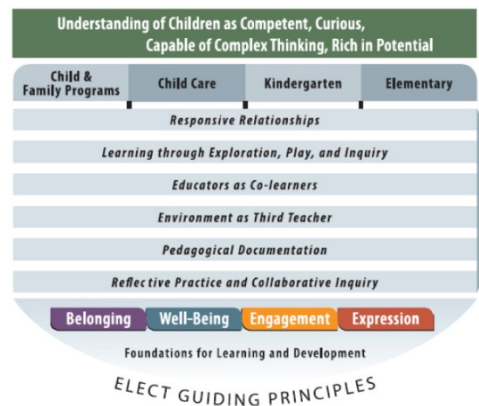 Understanding of Children as Competent, Curious,
Capable of Complex Thinking, Rich in Potential
Child &
Family Programs
Child Care
Kindergarten
Elementary
Responsive Relationships
Learning through Exploration, Play, and Inquiry
Educators as Co-learners
Environment as Third Teacher
Pedagogical Documentation
Reflective Practice and Collaborative Inquiry
Belonging
Well-Being
Engagement
Expression
Foundations for Learning and Development
ELECT GUIDING PRINCIPLES